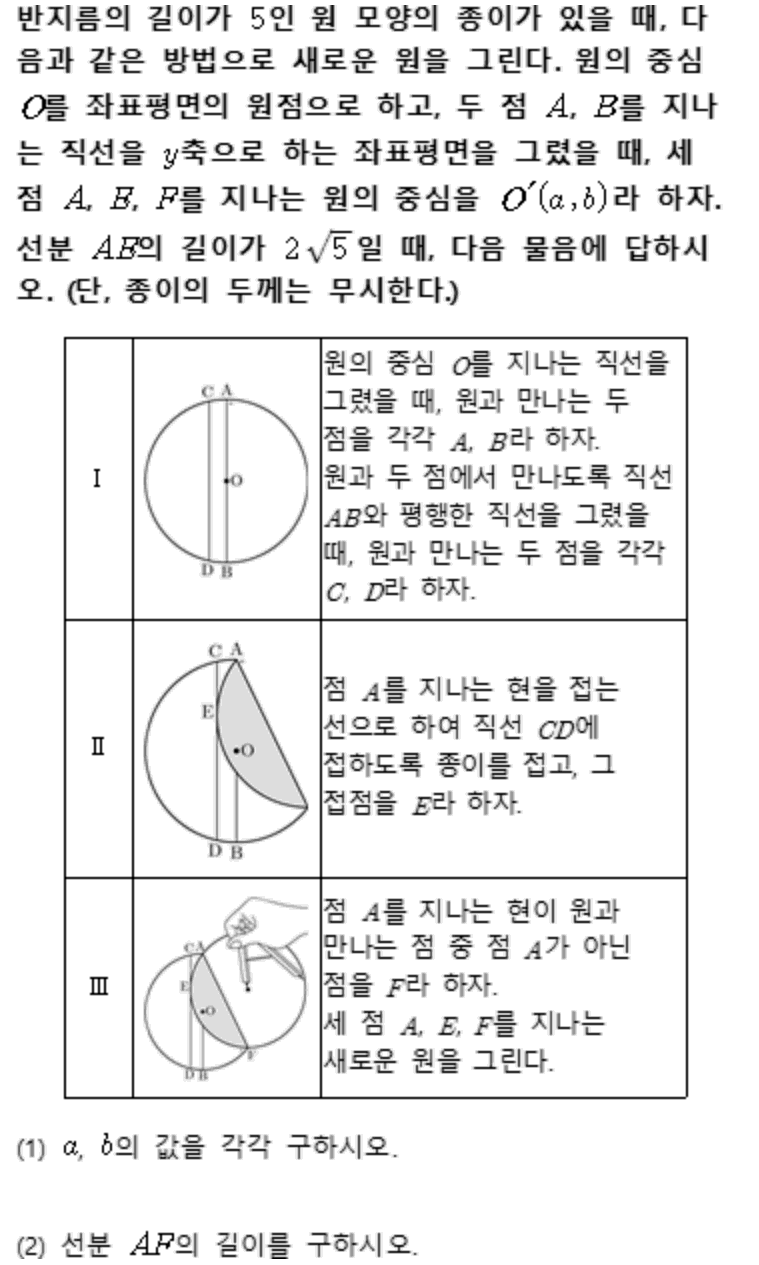 반지름의 길이가 5인 원 모양의 종이가 있을 때, 다
음과 같은 방법으로 새로운 원을 그린다. 원의 중심
O를 좌표평면의 원점으로 하고, 두 점 A, B를 지나
는 직선을 y축으로 하는 좌표평면을 그렸을 때, 세
점 A, E, F를 지나는 원의 중심을 O′(a,b)라 하자.
선분 AE의 길이가 2√5일 때, 다음 물음에 답하시
오. (단, 종이의 두께는 무시한다.)
Ⅰ
C A
O
D B
원의 중심 O를 지나는 직선을
그렸을 때, 원과 만나는 두
점을 각각 A, B라 하자.
원과 두 점에서 만나도록 직선
AB와 평행한 직선을 그렸을
때, 원과 만나는 두 점을 각각
C, D라 하자.
Ⅱ
C A
E
O
D B
점 A를 지나는 현을 접는
선으로 하여 직선 CD에
접하도록 종이를 접고, 그
접점을 E라 하자.
Ⅲ
C A
E
O
F
D B
점 A를 지나는 현이 원과
만나는 점 중 점 A가 아닌
점을 F라 하자.
세 점 A, E, F를 지나는
새로운 원을 그린다.
(1) a, b의 값을 각각 구하시오.
(2) 선분 AF의 길이를 구하시오.